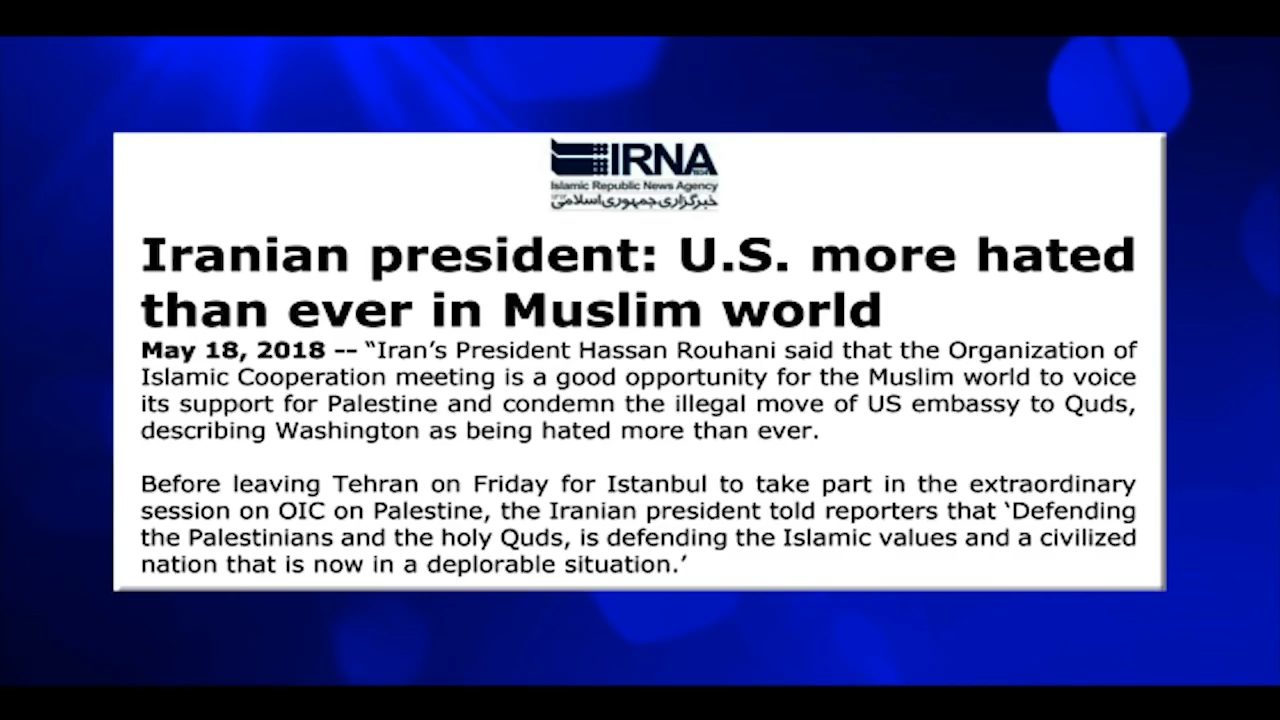 IRNA
1934
Islamic Republic News Agency
خبرگزاری جمهوری اسلامی
Iranian president: U.S. more hated
than ever in Muslim world
May 18, 2018 -- “Iran’s President Hassan Rouhani said that the Organization of
Islamic Cooperation meeting is a good opportunity for the Muslim world to voice
its support for Palestine and condemn the illegal move of US embassy to Quds,
describing Washington as being hated more than ever.
Before leaving Tehran on Friday for Istanbul to take part in the extraordinary
session on OIC on Palestine, the Iranian president told reporters that ‘Defending
the Palestinians and the holy Quds, is defending the Islamic values and a civilized
nation that is now in a deplorable situation.’